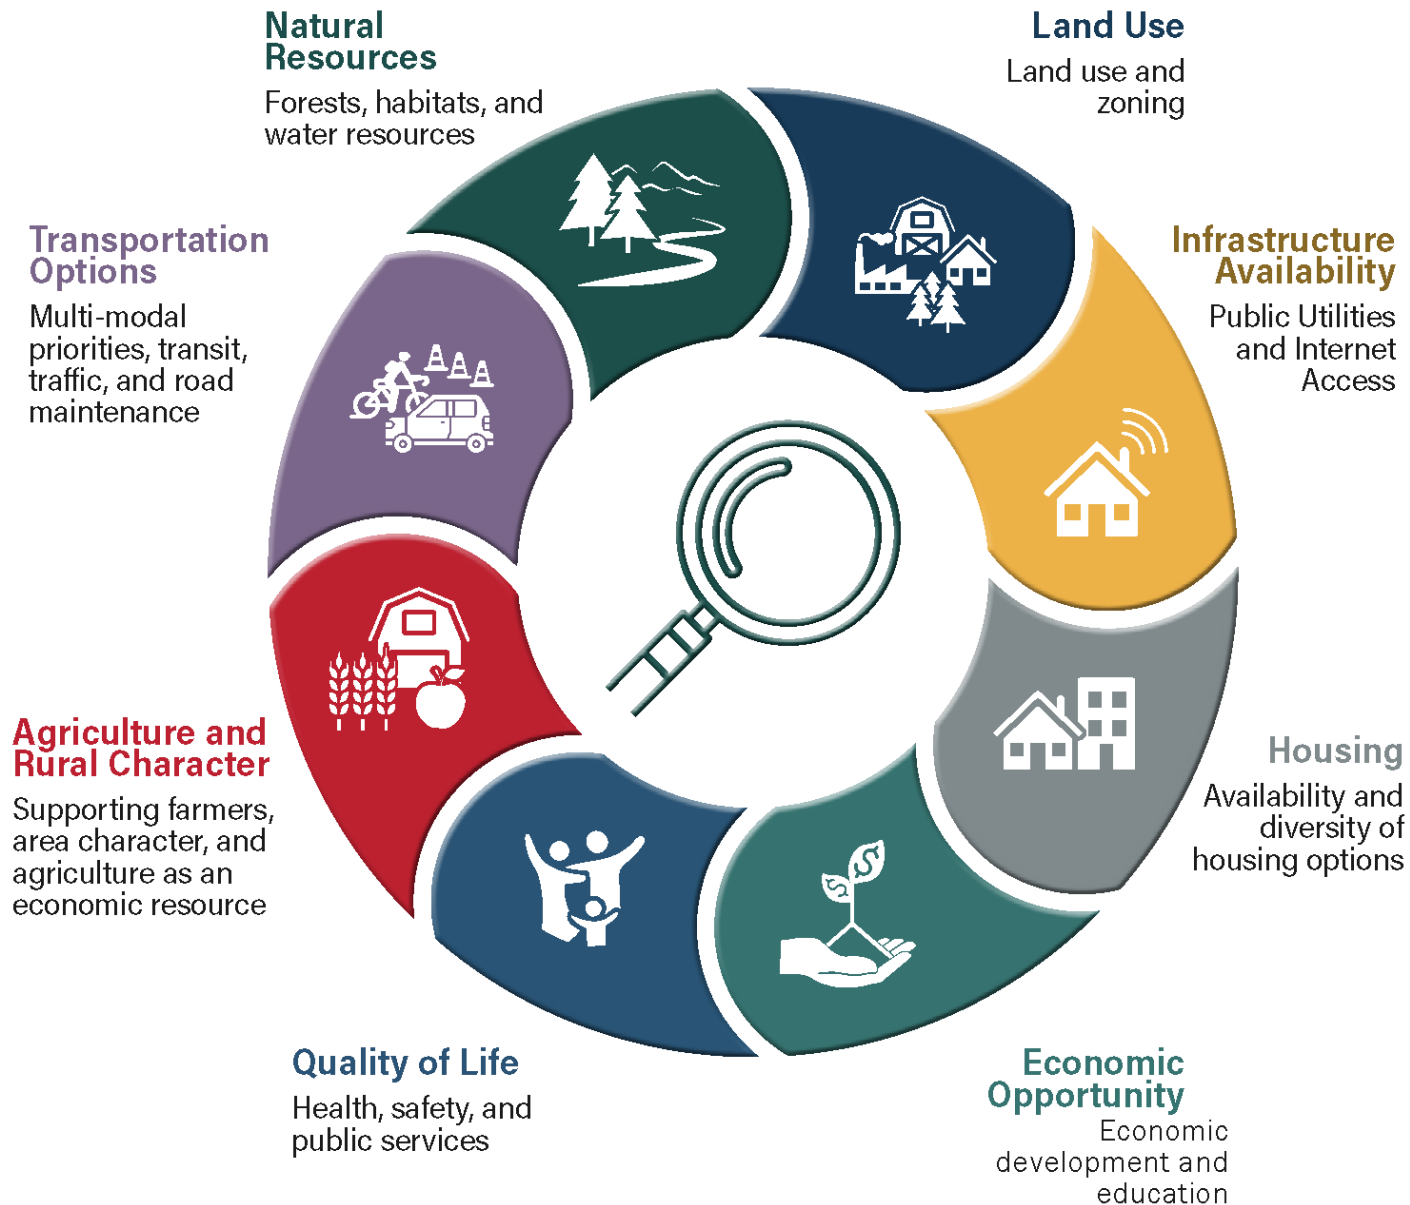 Natural
Resources
Forests, habitats, and
water resources
Land Use
Land use and
zoning
Infrastructure
Availability
Public Utilities
and Internet
Access
Housing
Availability and
diversity of
housing options
Economic
Opportunity
Economic
development and
education
Quality of Life
Health, safety, and
public services
Agriculture and
Rural Character
Supporting farmers,
area character, and
agriculture as an
economic resource
Transportation
Options
Multi-modal
priorities, transit,
traffic, and road
maintenance
$
$